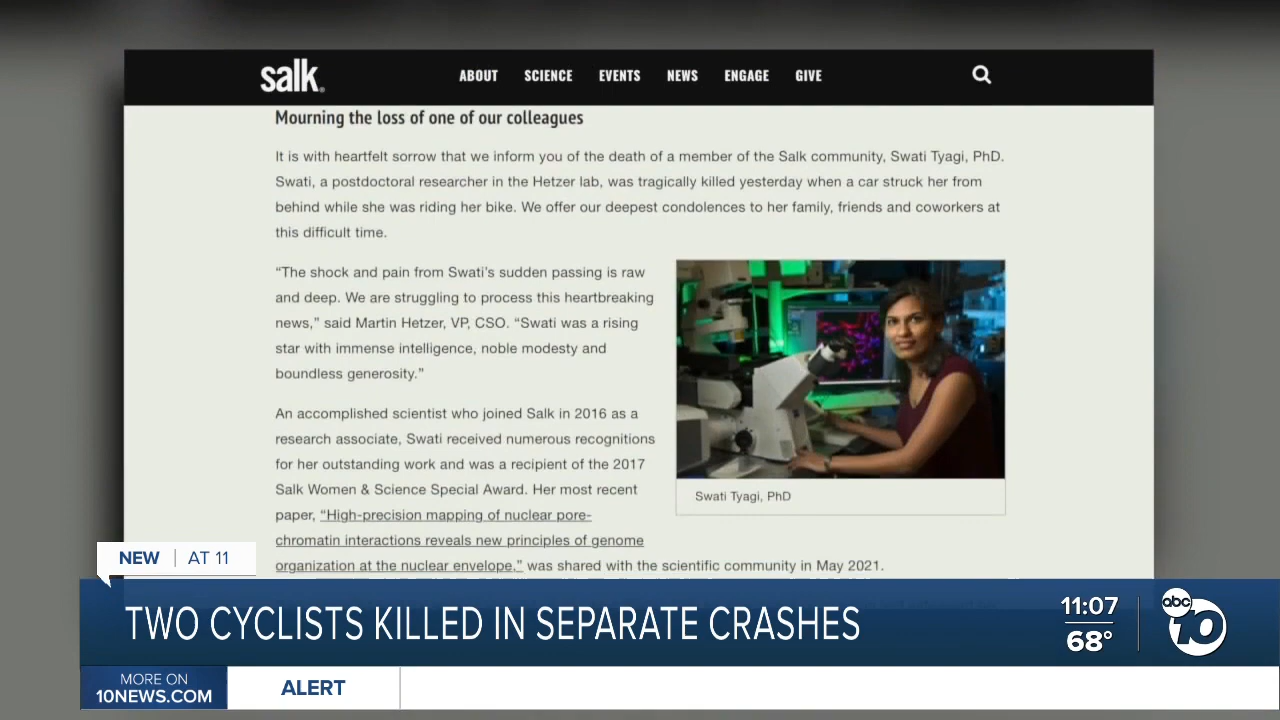 salk.
ABOUT SCIENCE EVENTS NEWS ENGAGE GIVE
Mourning the loss of one of our colleagues
It is with heartfelt sorrow that we inform you of the death of a member of the Salk community, Swati Tyagi, PhD.
Swati, a postdoctoral researcher in the Hetzer lab, was tragically killed yesterday when a car struck her from
behind while she was riding her bike. We offer our deepest condolences to her family, friends and coworkers at
this difficult time.
“The shock and pain from Swati’s sudden passing is raw
and deep. We are struggling to process this heartbreaking
news,” said Martin Hetzer, VP, CSO. “Swati was a rising
star with immense intelligence, noble modesty and
boundless generosity.”
An accomplished scientist who joined Salk in 2016 as a
research associate, Swati received numerous recognitions
for her outstanding work and was a recipient of the 2017
Salk Women & Science Special Award. Her most recent
paper, “High-precision mapping of nuclear pore-
chromatin interactions reveals new principles of genome
organization at the nuclear envelope,” was shared with the scientific community in May 2021.
Swati Tyagi, PhD
NEW AT 11
TWO CYCLISTS KILLED IN SEPARATE CRASHES
11:07
68°
abc
10
MORE ON
10NEWS.COM
ALERT